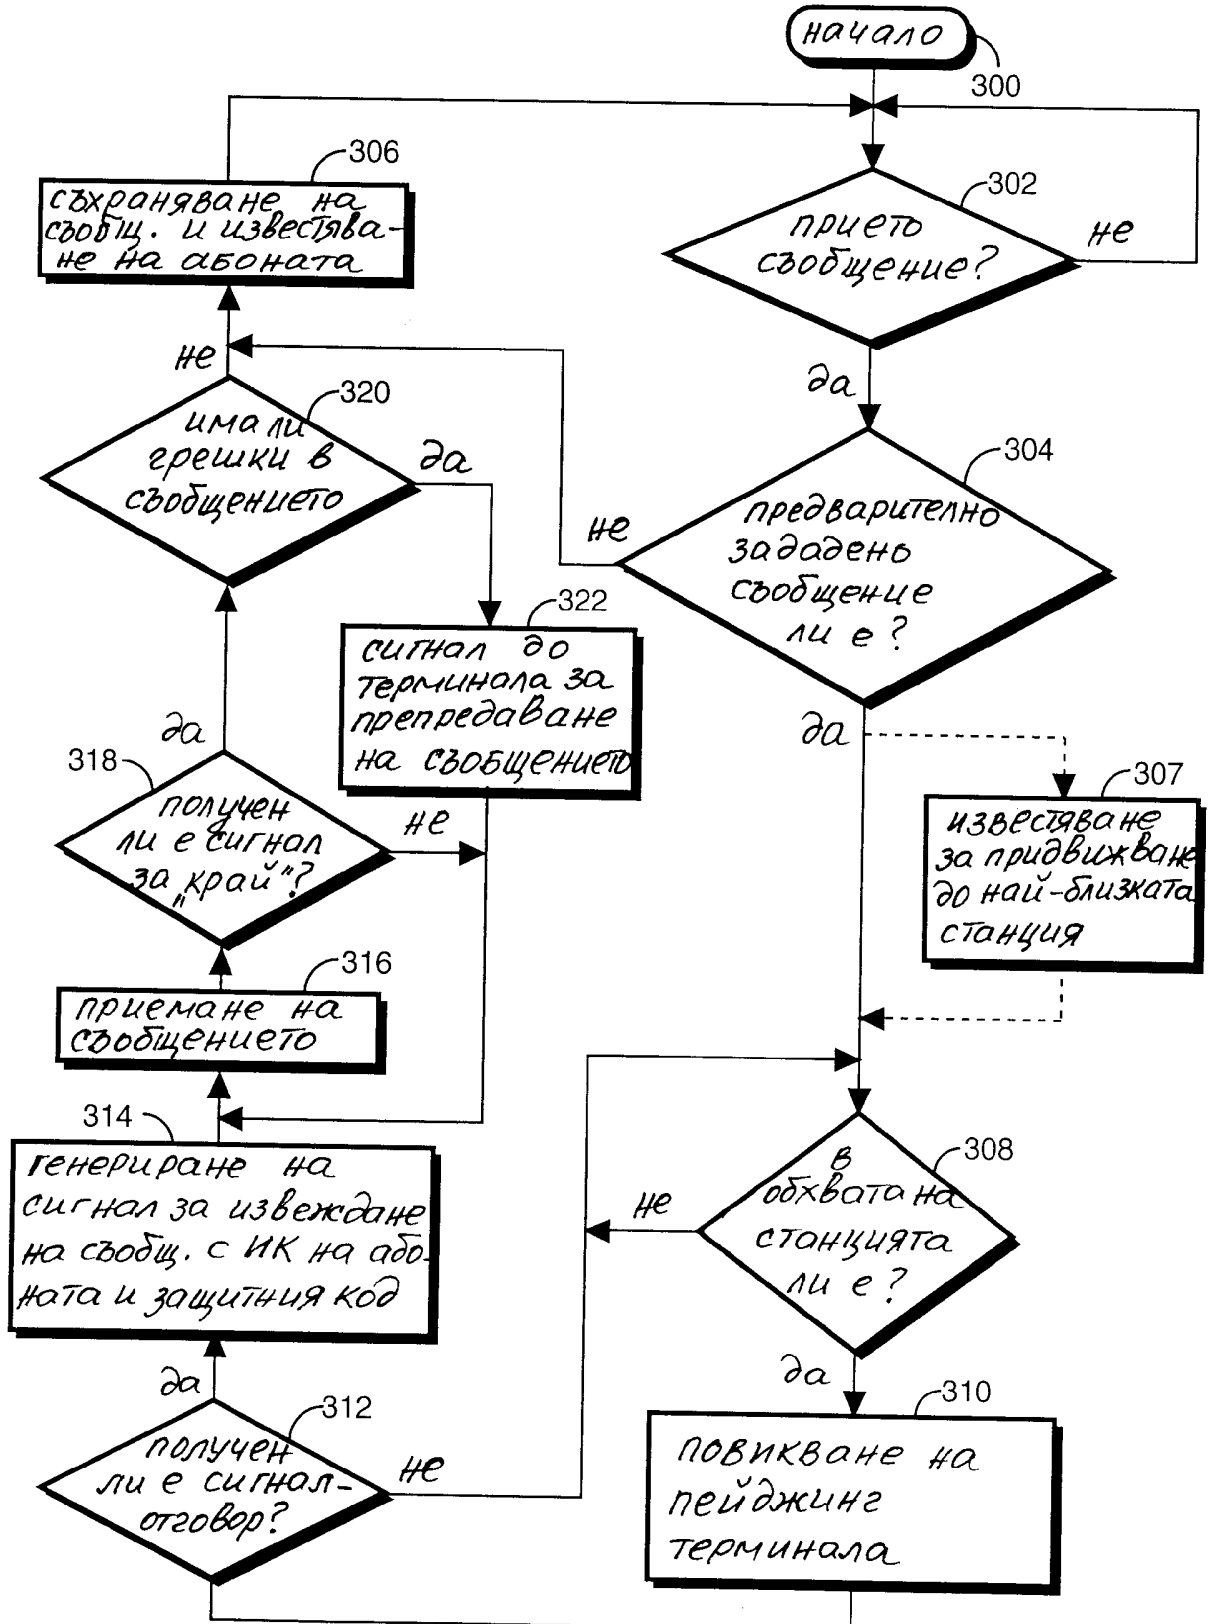 начало
300
306
съхраняване на
съобщ. и известява-
не на абоната
302
прието
съобщение?
не
не
да
320
има ли
грешки в
съобщението
да
304
предварително
зададено
съобщение
ли е?
не
322
сигнал до
терминала за
препредаване
на съобщението
да
да
318
получен
ли е сигнал
за „край“?
не
307
известяване
за придвижване
до най-близката
станция
316
приемане на
съобщението
314
генериране на
сигнал за извеждане
на съобщ. с ИК на або-
ната и защитния код
308
в
обхвата на
станцията
ли е?
не
да
да
312
получен
ли е сигнал-
отговор?
не
310
повикване на
пейджинг
терминала